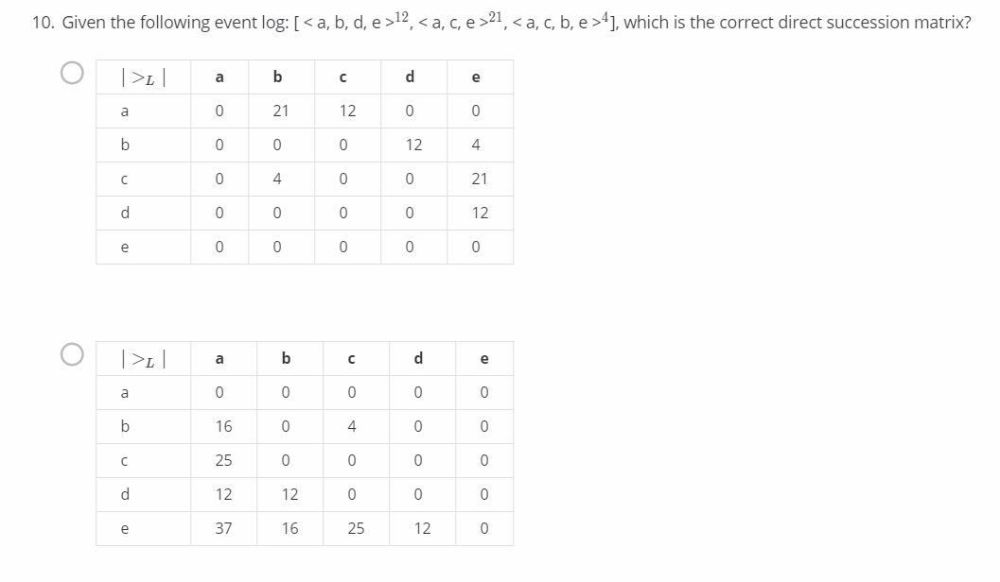 10. Given the following event log: [ < a, b, d, e >¹², < a, c, e >²¹, < a, c, b, e >⁴], which is the correct direct succession matrix?
| >L | a b c d e
a 0 21 12 0 0
b 0 0 0 12 4
c 0 4 0 0 21
d 0 0 0 0 12
e 0 0 0 0 0
| >L | a b c d e
a 0 0 0 0 0
b 16 0 4 0 0
c 25 0 0 0 0
d 12 12 0 0 0
e 37 16 25 12 0